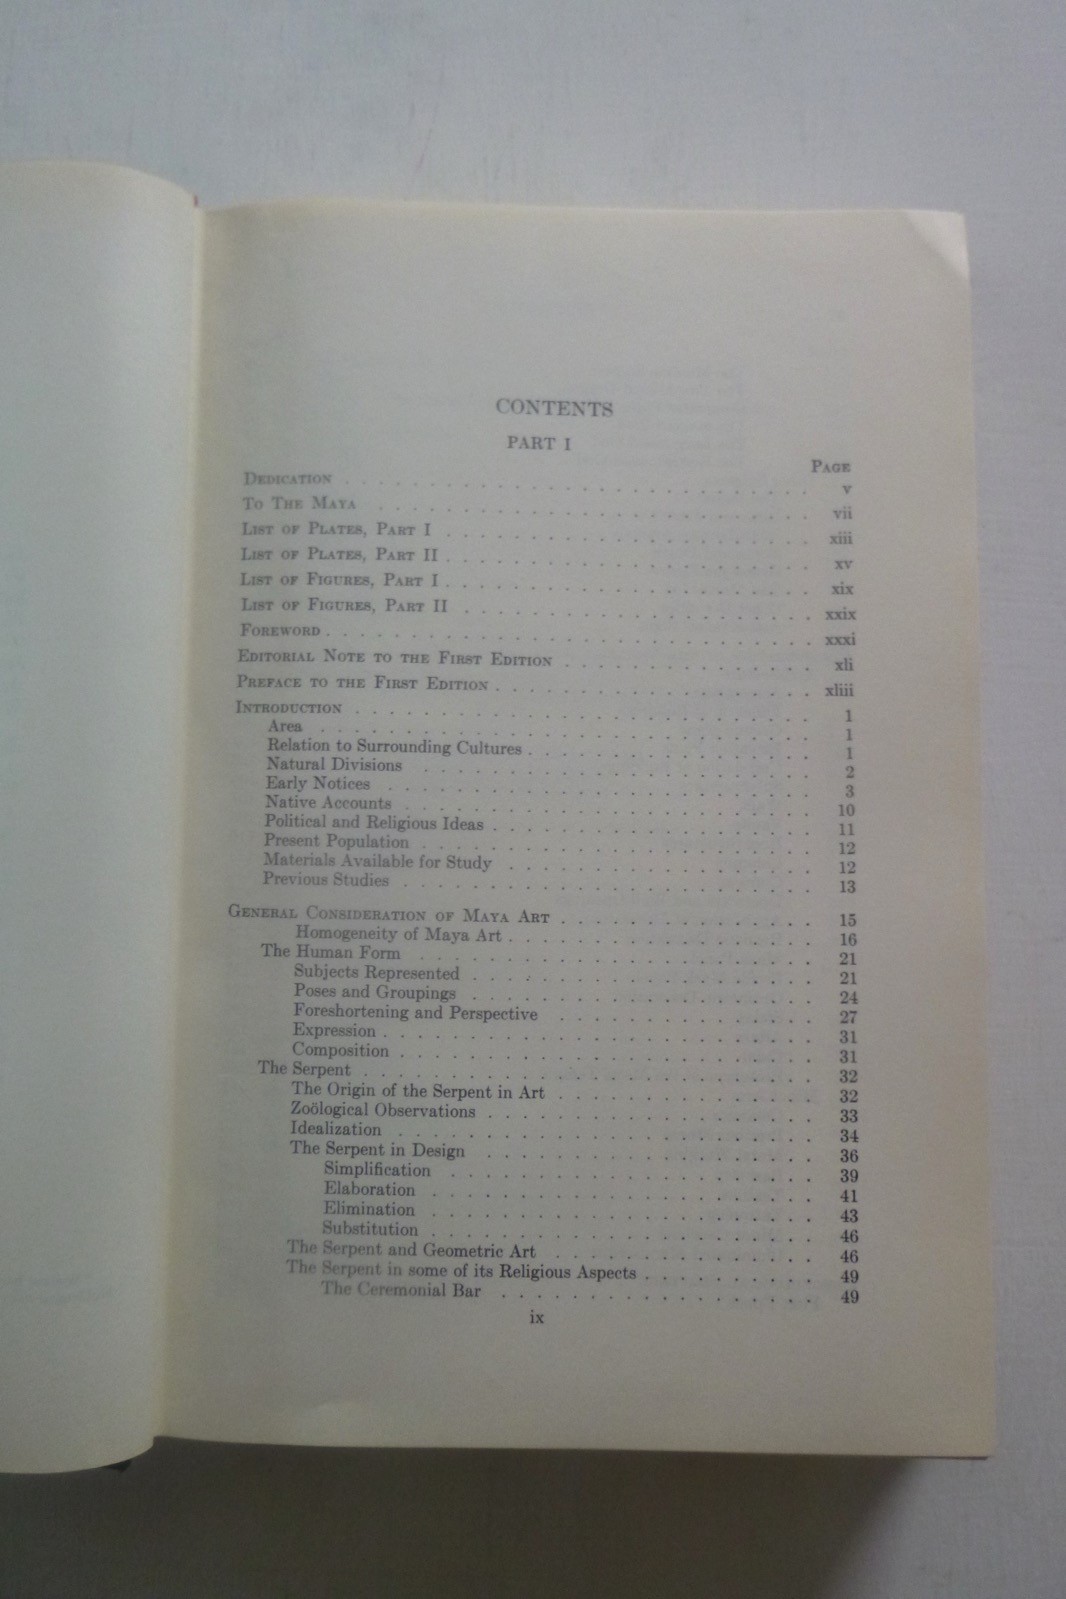 CONTENTS
PART I
PAGE
DEDICATION . . . . . . . . . . . . . . . . . . . . v
TO THE MAYA . . . . . . . . . . . . . . . . . . . . vii
LIST OF PLATES, PART I . . . . . . . . . . . . . . . . xiii
LIST OF PLATES, PART II . . . . . . . . . . . . . . . . xv
LIST OF FIGURES, PART I . . . . . . . . . . . . . . . . xix
LIST OF FIGURES, PART II . . . . . . . . . . . . . . . xxix
FOREWORD . . . . . . . . . . . . . . . . . . . . xxxi
EDITORIAL NOTE TO THE FIRST EDITION . . . . . . . . . . . xli
PREFACE TO THE FIRST EDITION . . . . . . . . . . . . . . xliii
INTRODUCTION . . . . . . . . . . . . . . . . . . . . 1
Area . . . . . . . . . . . . . . . . . . . . . 1
Relation to Surrounding Cultures . . . . . . . . . . . . . 1
Natural Divisions . . . . . . . . . . . . . . . . . 2
Early Notices . . . . . . . . . . . . . . . . . . 3
Native Accounts . . . . . . . . . . . . . . . . . . 10
Political and Religious Ideas . . . . . . . . . . . . . . 11
Present Population . . . . . . . . . . . . . . . . . 12
Materials Available for Study . . . . . . . . . . . . . 12
Previous Studies . . . . . . . . . . . . . . . . . . 13
GENERAL CONSIDERATION OF MAYA ART . . . . . . . . . . . 15
Homogeneity of Maya Art . . . . . . . . . . . . . . 16
The Human Form . . . . . . . . . . . . . . . . . 21
Subjects Represented . . . . . . . . . . . . . . . 21
Poses and Groupings . . . . . . . . . . . . . . . 24
Foreshortening and Perspective . . . . . . . . . . . 27
Expression . . . . . . . . . . . . . . . . . . . 31
Composition . . . . . . . . . . . . . . . . . . 31
The Serpent . . . . . . . . . . . . . . . . . . . 32
The Origin of the Serpent in Art . . . . . . . . . . . 32
Zoölogical Observations . . . . . . . . . . . . . . 33
Idealization . . . . . . . . . . . . . . . . . . 34
The Serpent in Design . . . . . . . . . . . . . . 36
Simplification . . . . . . . . . . . . . . . . 39
Elaboration . . . . . . . . . . . . . . . . . 41
Elimination . . . . . . . . . . . . . . . . . 43
Substitution . . . . . . . . . . . . . . . . . 46
The Serpent and Geometric Art . . . . . . . . . . . 46
The Serpent in some of its Religious Aspects . . . . . . . . 49
The Ceremonial Bar . . . . . . . . . . . . . . 49
ix